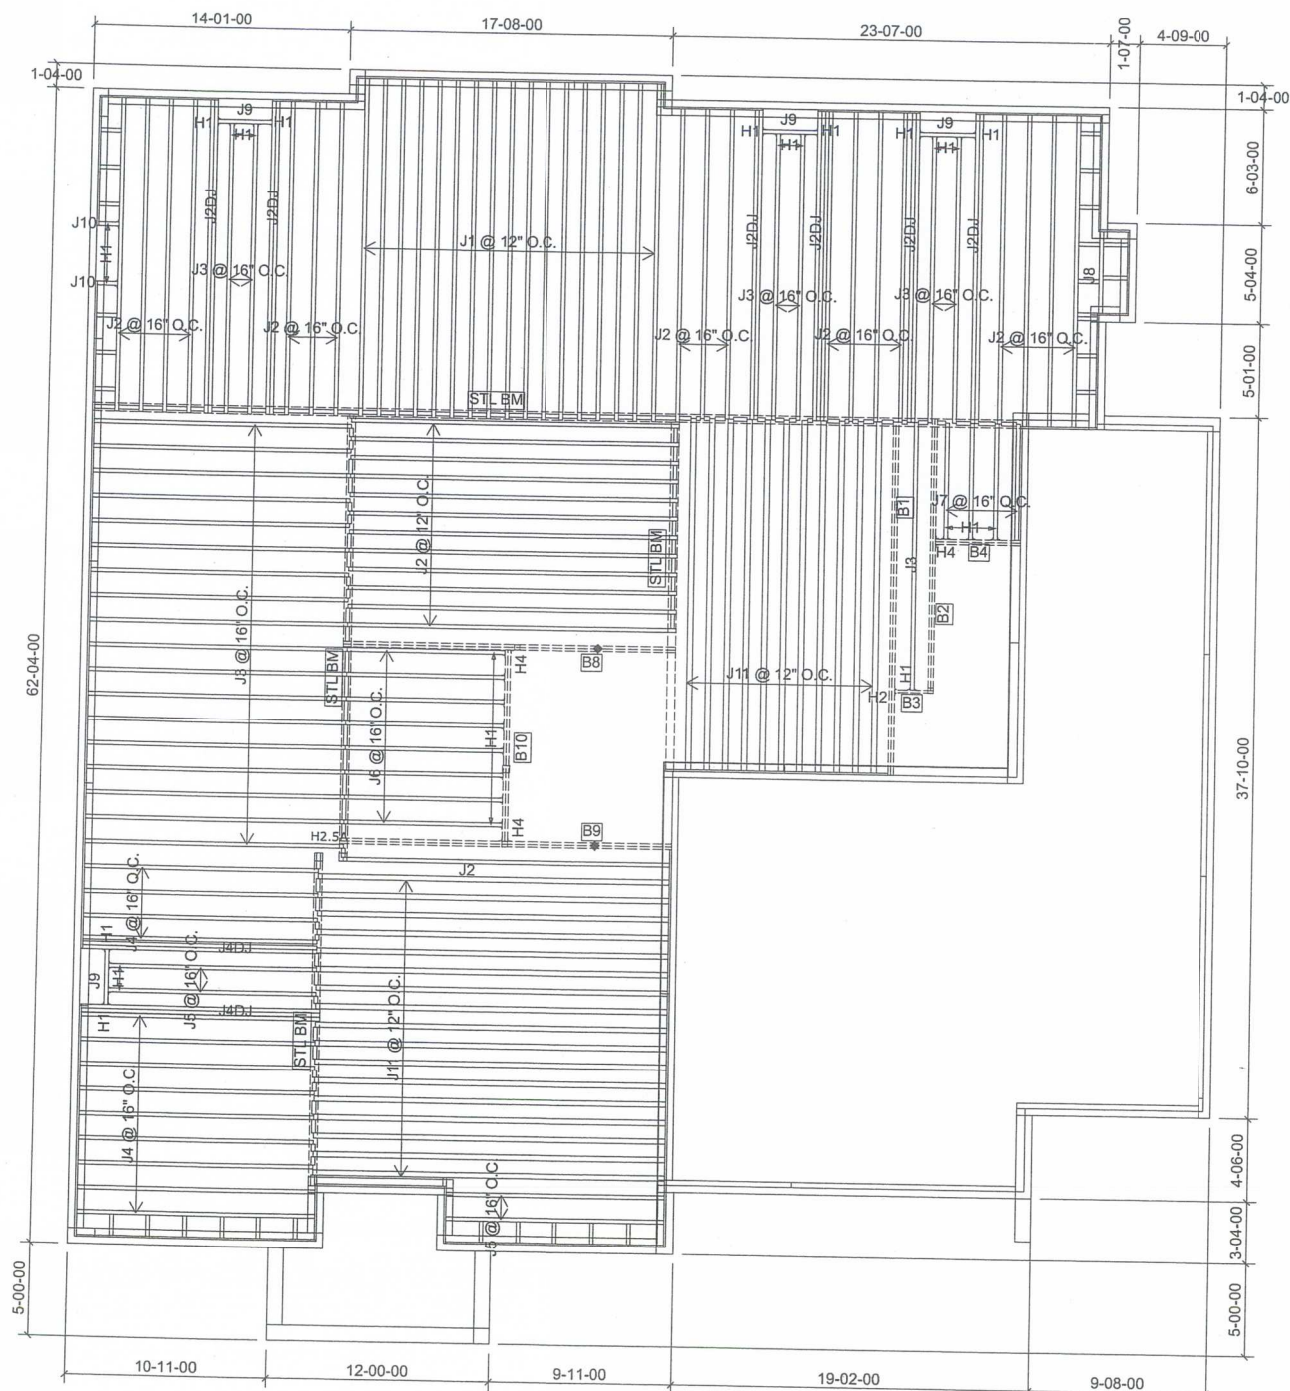 14-01-00
17-08-00
23-07-00
1-07-00
4-09-00
1-04-00
1-04-00
J9
H1
H1
H1
J9
H1
H1
H1
J9
H1
H1
H1
6-03-00
J2DJ
J2DJ
J2DJ
J2DJ
J2DJ
J2DJ
J10
H1
J10
J1 @ 12" O.C.
J3 @ 16" O.C.
J3 @ 16" O.C.
J3 @ 16" O.C.
J8
5-04-00
J2 @ 16" O.C.
J2 @ 16" O.C.
J2 @ 16" O.C.
J2 @ 16" O.C.
J2 @ 16" O.C.
5-01-00
STL BM
J2 @ 12" O.C.
STL BM
B1
J7 @ 16" O.C.
H1
H4
B4
J3
B2
62-04-00
J3 @ 16" O.C.
STL BM
H4
B8
J11 @ 12" O.C.
H1
H2
B3
J6 @ 16" O.C.
H1
B10
37-10-00
H4
B9
H2.5A
J2
J4 @ 16" O.C.
H1
J4DJ
J9
H1
J5 @ 16" O.C.
J4DJ
H1
STL BM
J11 @ 12" O.C.
J4 @ 16" O.C.
J5 @ 16" O.C.
4-06-00
3-04-00
5-00-00
5-00-00
10-11-00
12-00-00
9-11-00
19-02-00
9-08-00